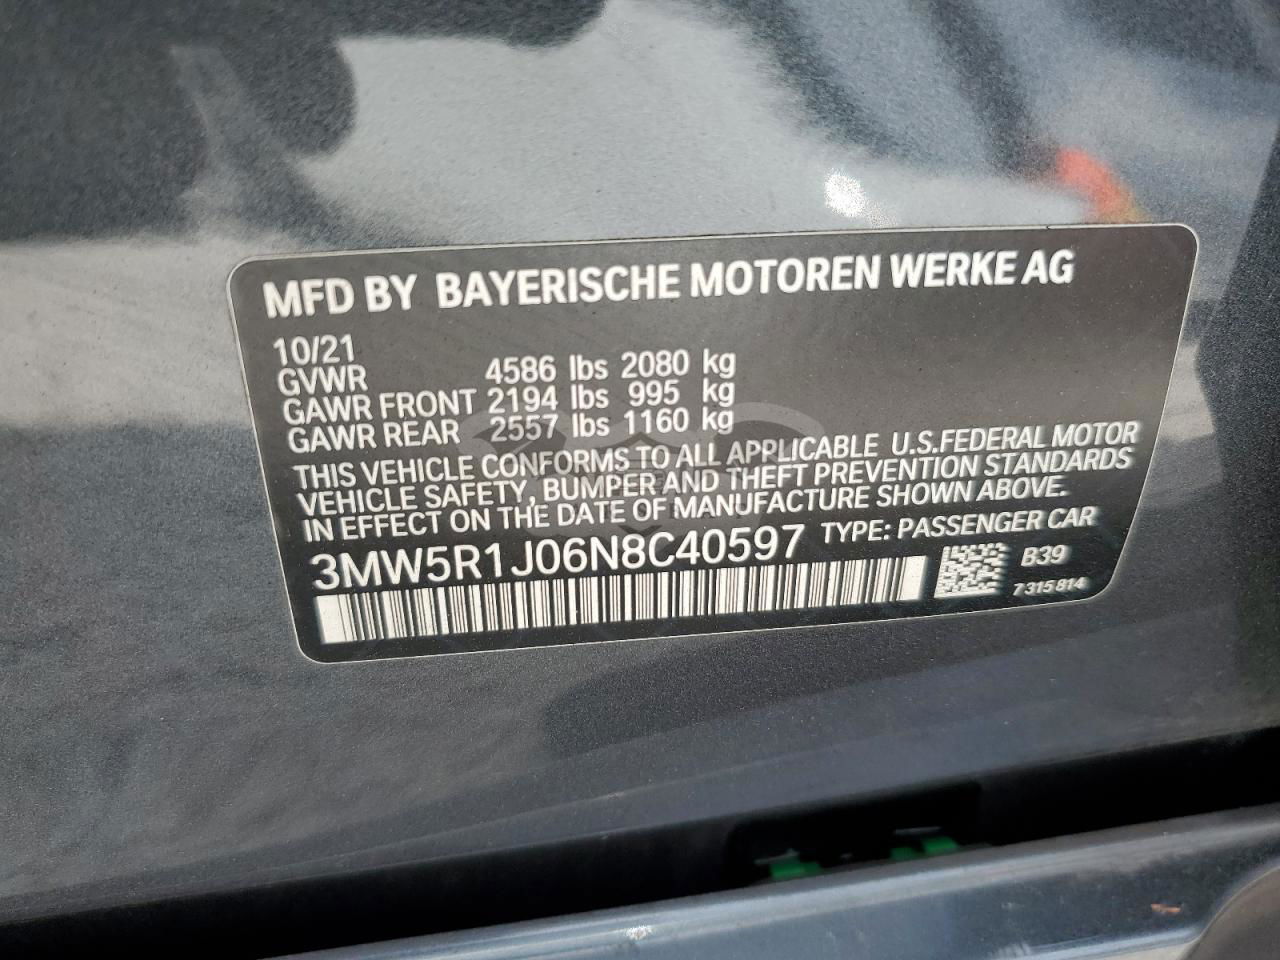 MFD BY BAYERISCHE MOTOREN WERKE AG
10/21
GVWR 4586 lbs 2080 kg
GAWR FRONT 2194 lbs 995 kg
GAWR REAR 2557 lbs 1160 kg
THIS VEHICLE CONFORMS TO ALL APPLICABLE U.S.FEDERAL MOTOR
VEHICLE SAFETY, BUMPER AND THEFT PREVENTION STANDARDS
IN EFFECT ON THE DATE OF MANUFACTURE SHOWN ABOVE.
3MW5R1J06N8C40597 TYPE: PASSENGER CAR
B39
7 315 814